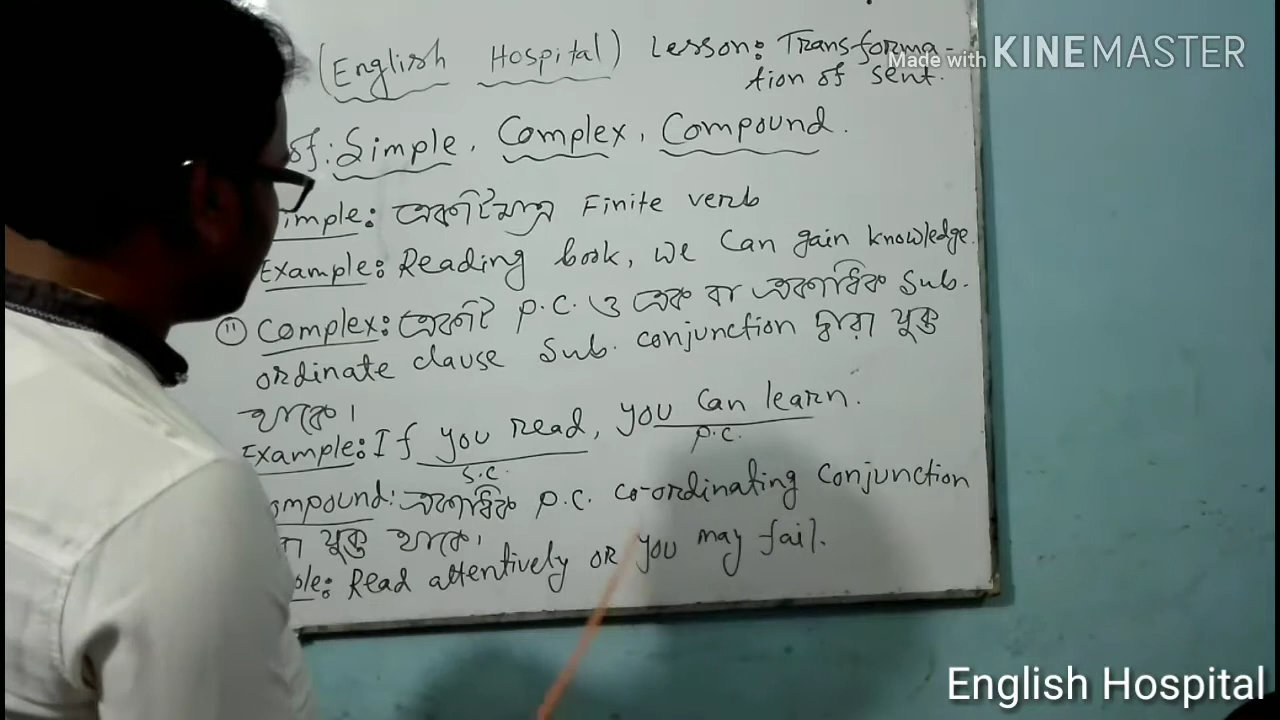 (English Hospital) Lesson: Transforma-
tion of sent.
of: Simple, Complex, Compound.
imple: একটিমাত্র Finite verb
Example: Reading book, we can gain knowledge.
(ii) Complex: একটি P.C. ও এক বা একাধিক Sub.
ordinate clause Sub. conjunction দ্বারা যুক্ত
থাকে।
Example: If you read, you can learn.
S.C. P.C.
ompound: একাধিক P.C. co-ordinating conjunction
রা যুক্ত থাকে।
ple: Read attentively or you may fail.
Made with KINEMASTER
English Hospital